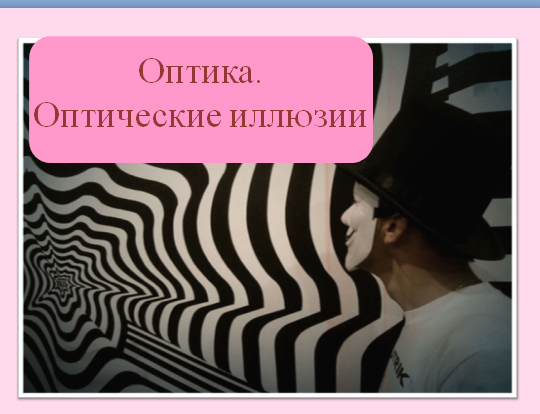 Оптика.
Оптические иллюзии